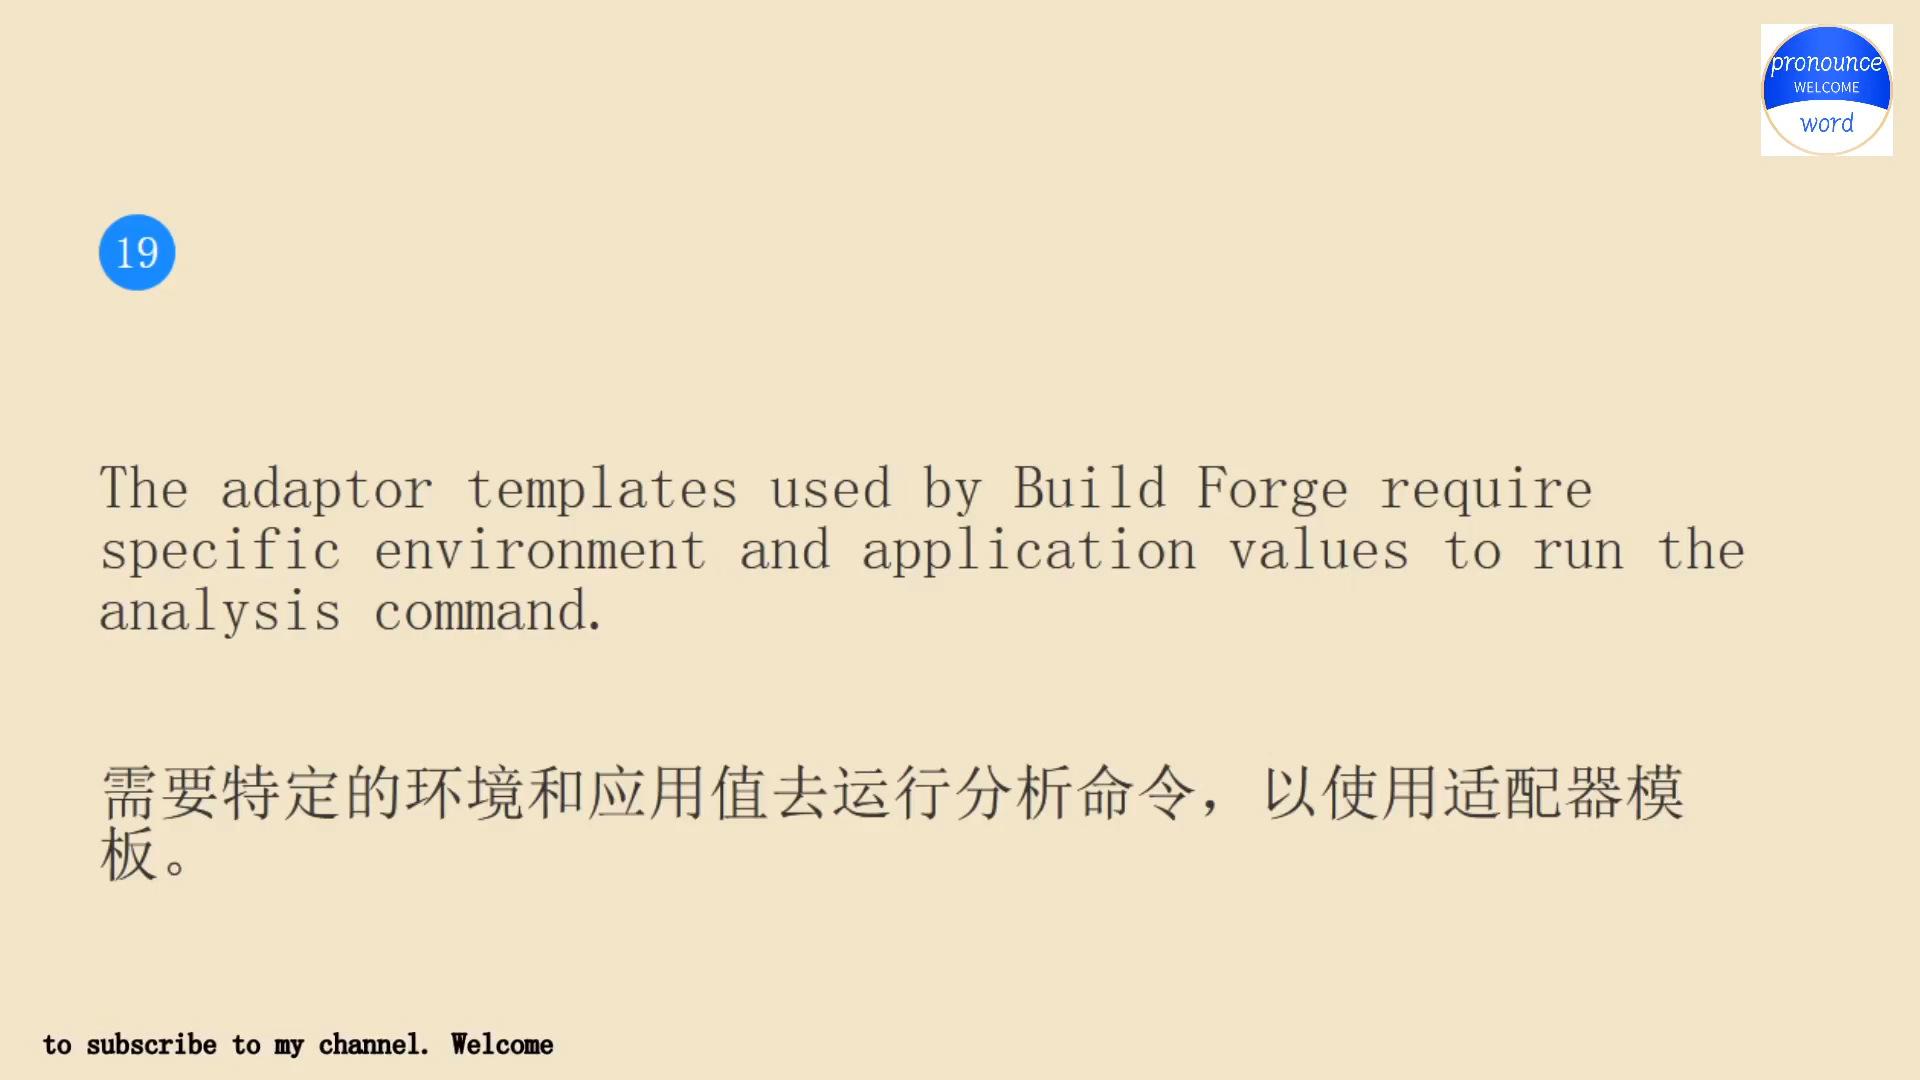 pronounce
WELCOME
word
19
The adaptor templates used by Build Forge require
specific environment and application values to run the
analysis command.
需要特定的环境和应用值去运行分析命令，以使用适配器模
板。
to subscribe to my channel. Welcome